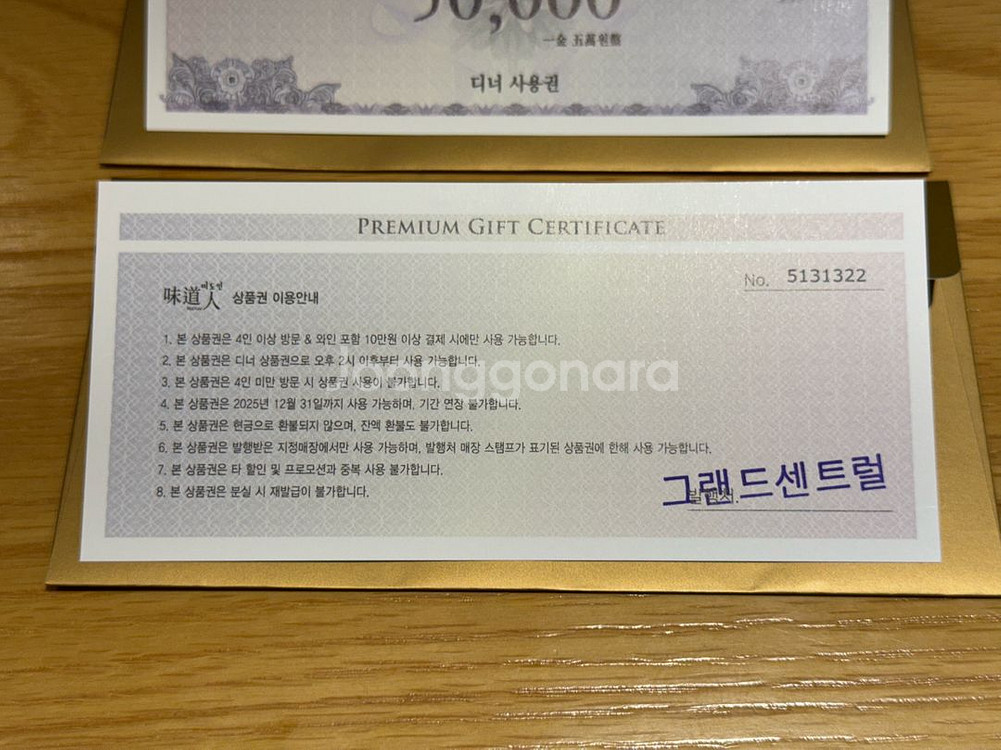 50,000
一金 五萬원整
디너 사용권
PREMIUM GIFT CERTIFICATE
No. 5131322
味道人 미도인 상품권 이용안내
1. 본 상품권은 4인 이상 방문 & 와인 포함 10만원 이상 결제 시에만 사용 가능합니다.
2. 본 상품권은 디너 상품권으로 오후 2시 이후부터 사용 가능합니다.
3. 본 상품권은 4인 미만 방문 시 상품권 사용이 불가합니다.
4. 본 상품권은 2025년 12월 31일까지 사용 가능하며, 기간 연장 불가합니다.
5. 본 상품권은 현금으로 환불되지 않으며, 잔액 환불도 불가합니다.
6. 본 상품권은 발행받은 지정매장에서만 사용 가능하며, 발행처 매장 스탬프가 표기된 상품권에 한해 사용 가능합니다.
7. 본 상품권은 타 할인 및 프로모션과 중복 사용 불가합니다.
8. 본 상품권은 분실 시 재발급이 불가합니다.
발행처.
그랜드센트럴
joonggonara